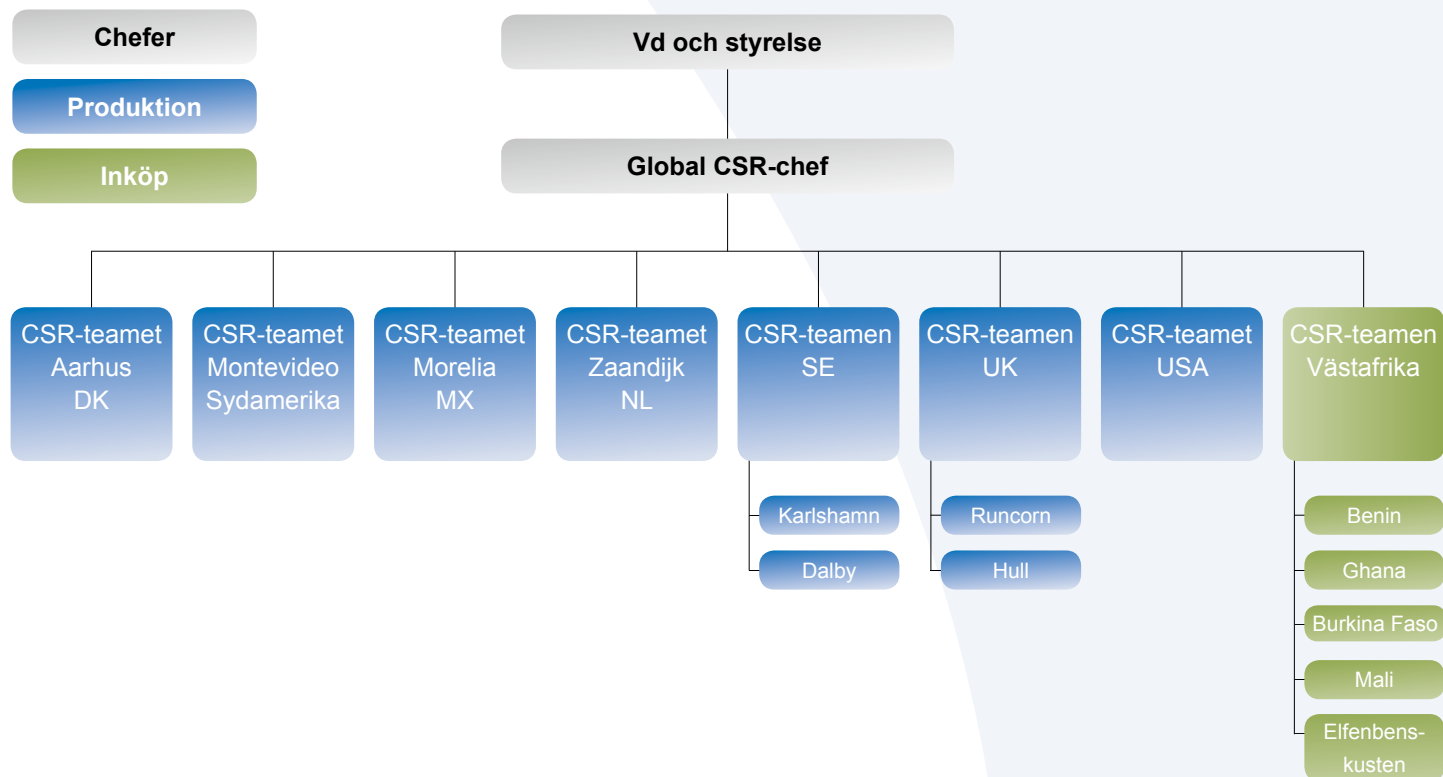 Chefer
Vd och styrelse
Produktion
Global CSR-chef
Inköp
CSR-teamet
Aarhus
DK
CSR-teamet
Montevideo
Sydamerika
CSR-teamet
Morelia
MX
CSR-teamet
Zaandijk
NL
CSR-teamen
SE
CSR-teamen
UK
CSR-teamet
USA
CSR-teamen
Västafrika
Karlshamn
Dalby
Runcorn
Hull
Benin
Ghana
Burkina Faso
Mali
Elfenbens-
kusten